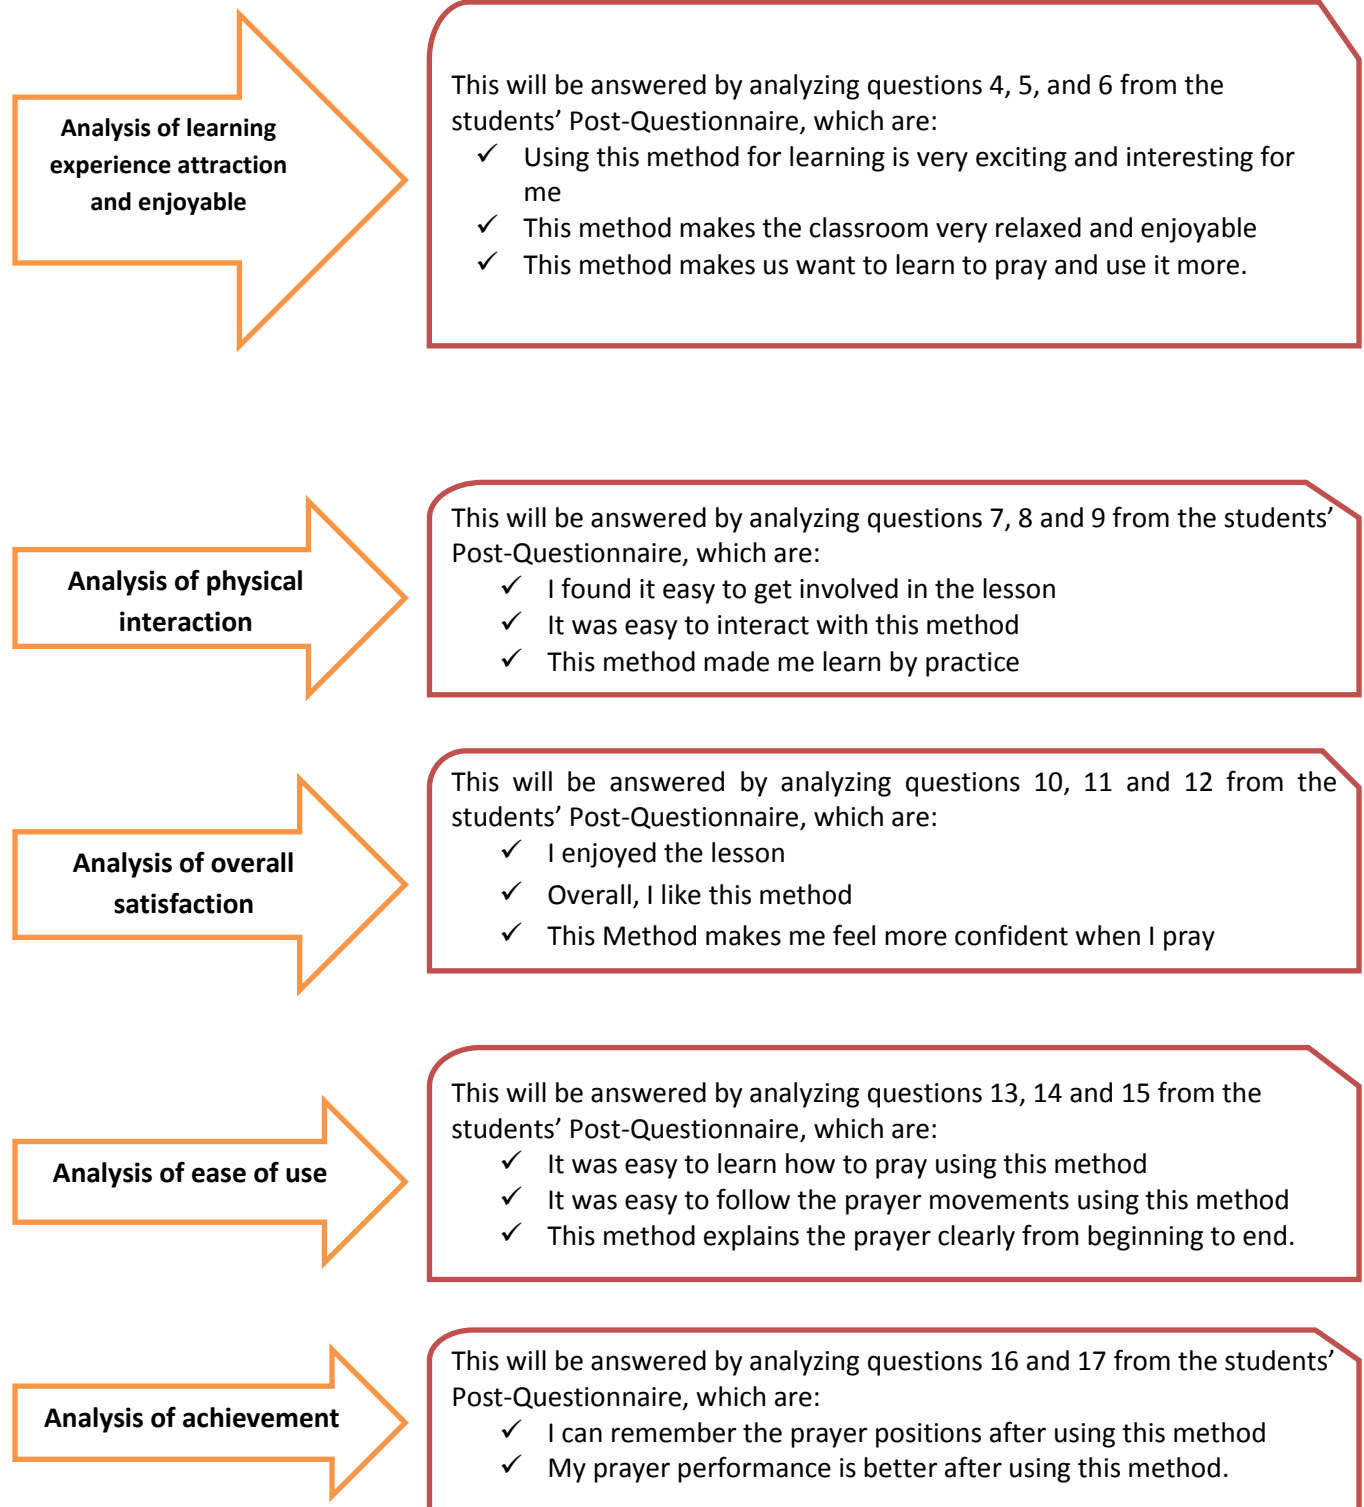 Analysis of learning
experience attraction
and enjoyable
This will be answered by analyzing questions 4, 5, and 6 from the
students’ Post-Questionnaire, which are:
✓ Using this method for learning is very exciting and interesting for
me
✓ This method makes the classroom very relaxed and enjoyable
✓ This method makes us want to learn to pray and use it more.
Analysis of physical
interaction
This will be answered by analyzing questions 7, 8 and 9 from the students’
Post-Questionnaire, which are:
✓ I found it easy to get involved in the lesson
✓ It was easy to interact with this method
✓ This method made me learn by practice
Analysis of overall
satisfaction
This will be answered by analyzing questions 10, 11 and 12 from the
students’ Post-Questionnaire, which are:
✓ I enjoyed the lesson
✓ Overall, I like this method
✓ This Method makes me feel more confident when I pray
Analysis of ease of use
This will be answered by analyzing questions 13, 14 and 15 from the
students’ Post-Questionnaire, which are:
✓ It was easy to learn how to pray using this method
✓ It was easy to follow the prayer movements using this method
✓ This method explains the prayer clearly from beginning to end.
Analysis of achievement
This will be answered by analyzing questions 16 and 17 from the students’
Post-Questionnaire, which are:
✓ I can remember the prayer positions after using this method
✓ My prayer performance is better after using this method.